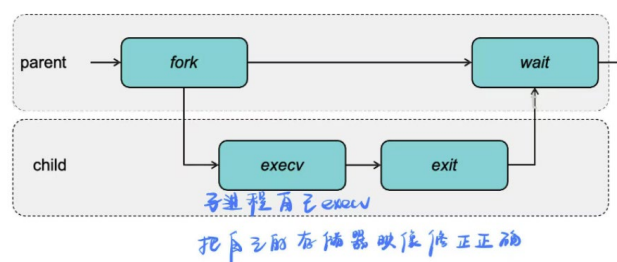 parent
fork
wait
child
execv
exit
子进程自己execv
把自己的存储器映像修正正确